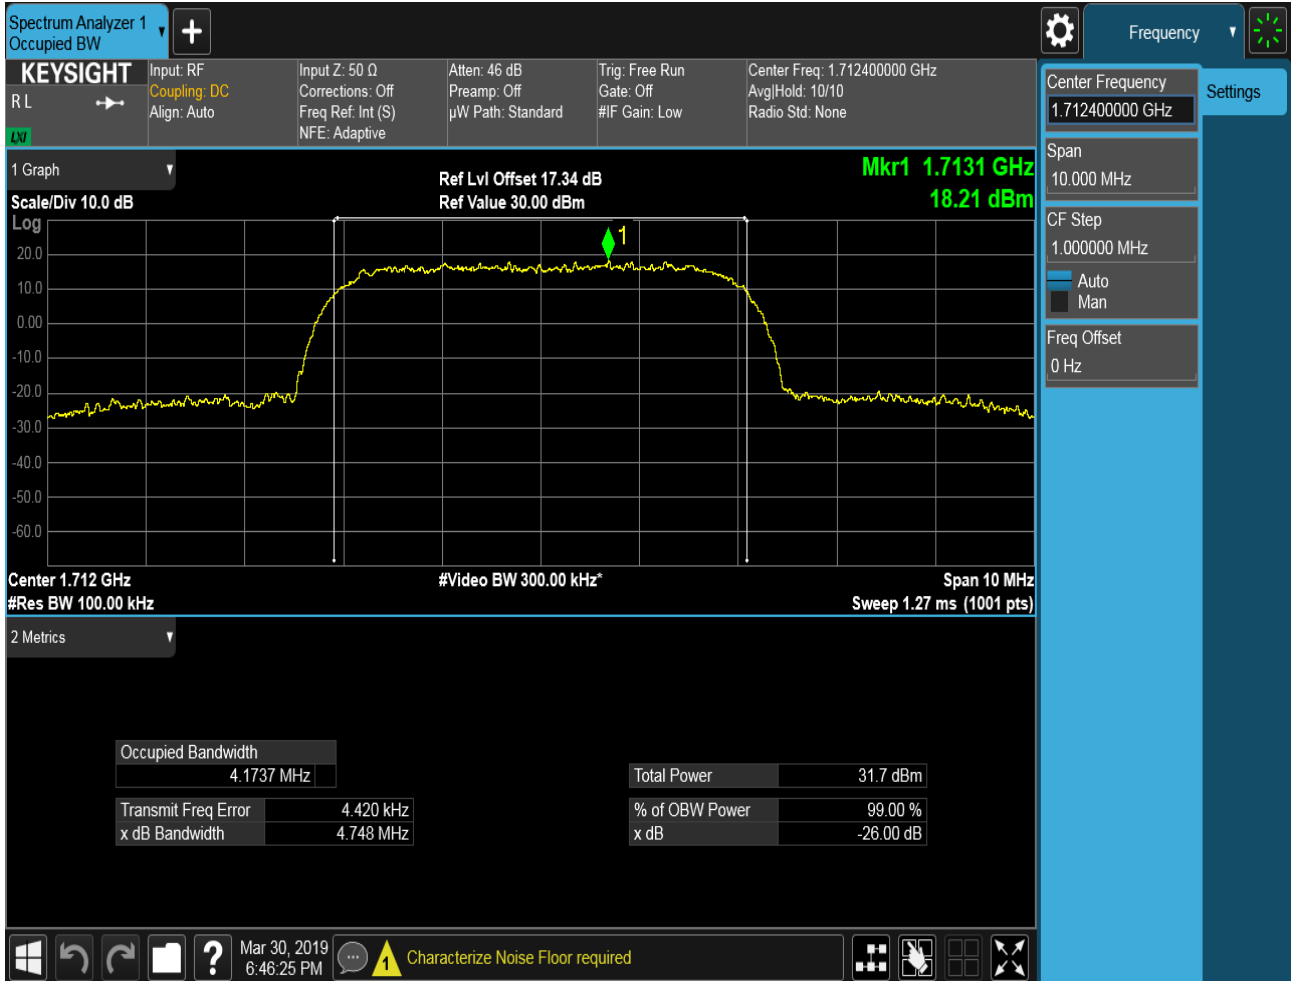 Spectrum Analyzer 1
Occupied BW
Frequency
KEYSIGHT
R L
LXI
Input: RF
Coupling: DC
Align: Auto
Input Z: 50 Ω
Corrections: Off
Freq Ref: Int (S)
NFE: Adaptive
Atten: 46 dB
Preamp: Off
µW Path: Standard
Trig: Free Run
Gate: Off
#IF Gain: Low
Center Freq: 1.712400000 GHz
Avg|Hold: 10/10
Radio Std: None
Center Frequency
1.712400000 GHz
Settings
Span
10.000 MHz
CF Step
1.000000 MHz
Auto
Man
Freq Offset
0 Hz
1 Graph
Scale/Div 10.0 dB
Ref Lvl Offset 17.34 dB
Ref Value 30.00 dBm
Mkr1 1.7131 GHz
18.21 dBm
Log
1
20.0
10.0
0.00
-10.0
-20.0
-30.0
-40.0
-50.0
-60.0
Center 1.712 GHz
#Video BW 300.00 kHz*
Span 10 MHz
#Res BW 100.00 kHz
Sweep 1.27 ms (1001 pts)
2 Metrics
Occupied Bandwidth
4.1737 MHz
Total Power 31.7 dBm
Transmit Freq Error 4.420 kHz
% of OBW Power 99.00 %
x dB Bandwidth 4.748 MHz
x dB -26.00 dB
?
Mar 30, 2019
6:46:25 PM
1
Characterize Noise Floor required